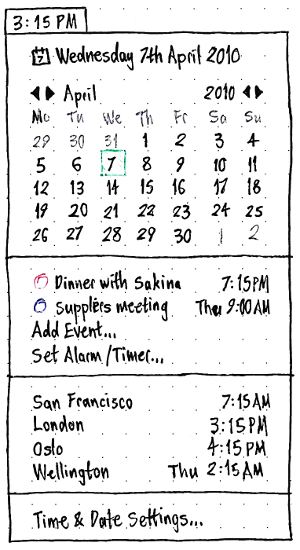 3:15 PM
7 Wednesday 7th April 2010
April 2010
Mo Tu We Th Fr Sa Su
29 30 31 1 2 3 4
5 6 7 8 9 10 11
12 13 14 15 16 17 18
19 20 21 22 23 24 25
26 27 28 29 30 1 2
Dinner with Sakina 7:15PM
Supplers meeting Thu 9:00AM
Add Event...
Set Alarm/Timer...
San Francisco 7:15AM
London 3:15PM
Oslo 4:15PM
Wellington Thu 2:15AM
Time & Date Settings...